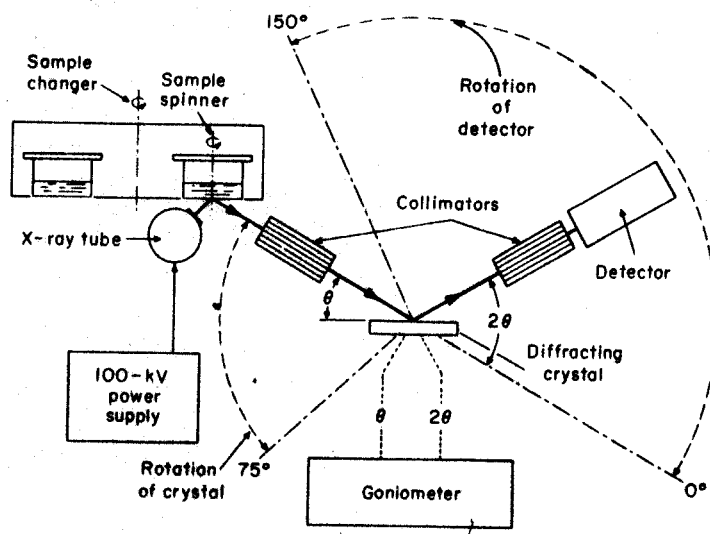 150°
Sample
changer
Sample
spinner
Rotation
of
detector
Collimators
X-ray tube
Detector
θ
2θ
Diffracting
crystal
100-kV
power
supply
θ
2θ
Rotation
of crystal
75°
Goniometer
0°